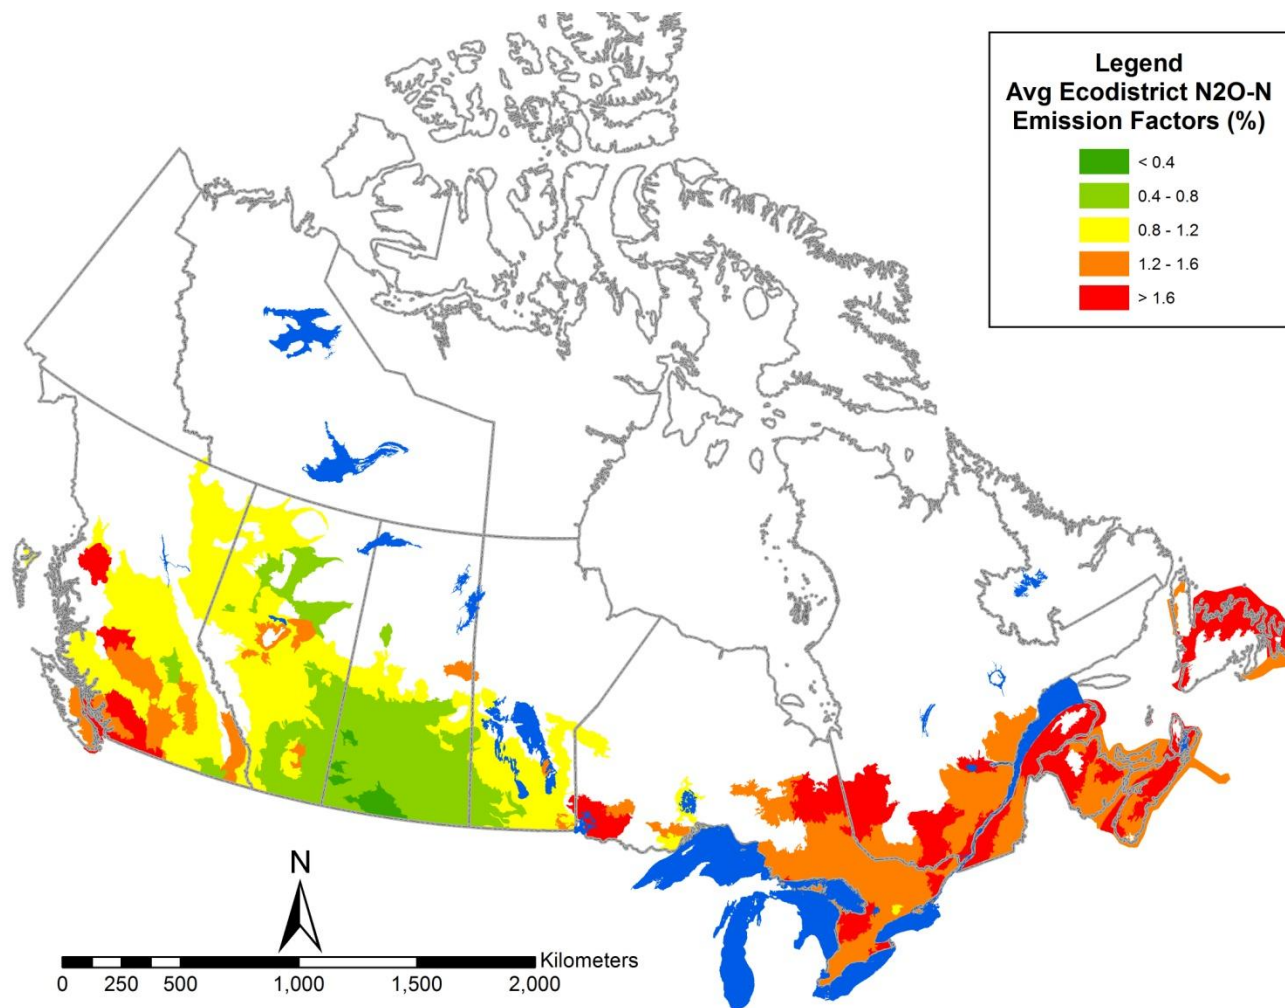 Legend
Avg Ecodistrict N2O-N
Emission Factors (%)
< 0.4
0.4 - 0.8
0.8 - 1.2
1.2 - 1.6
> 1.6
N
Kilometers
0 250 500 1,000 1,500 2,000